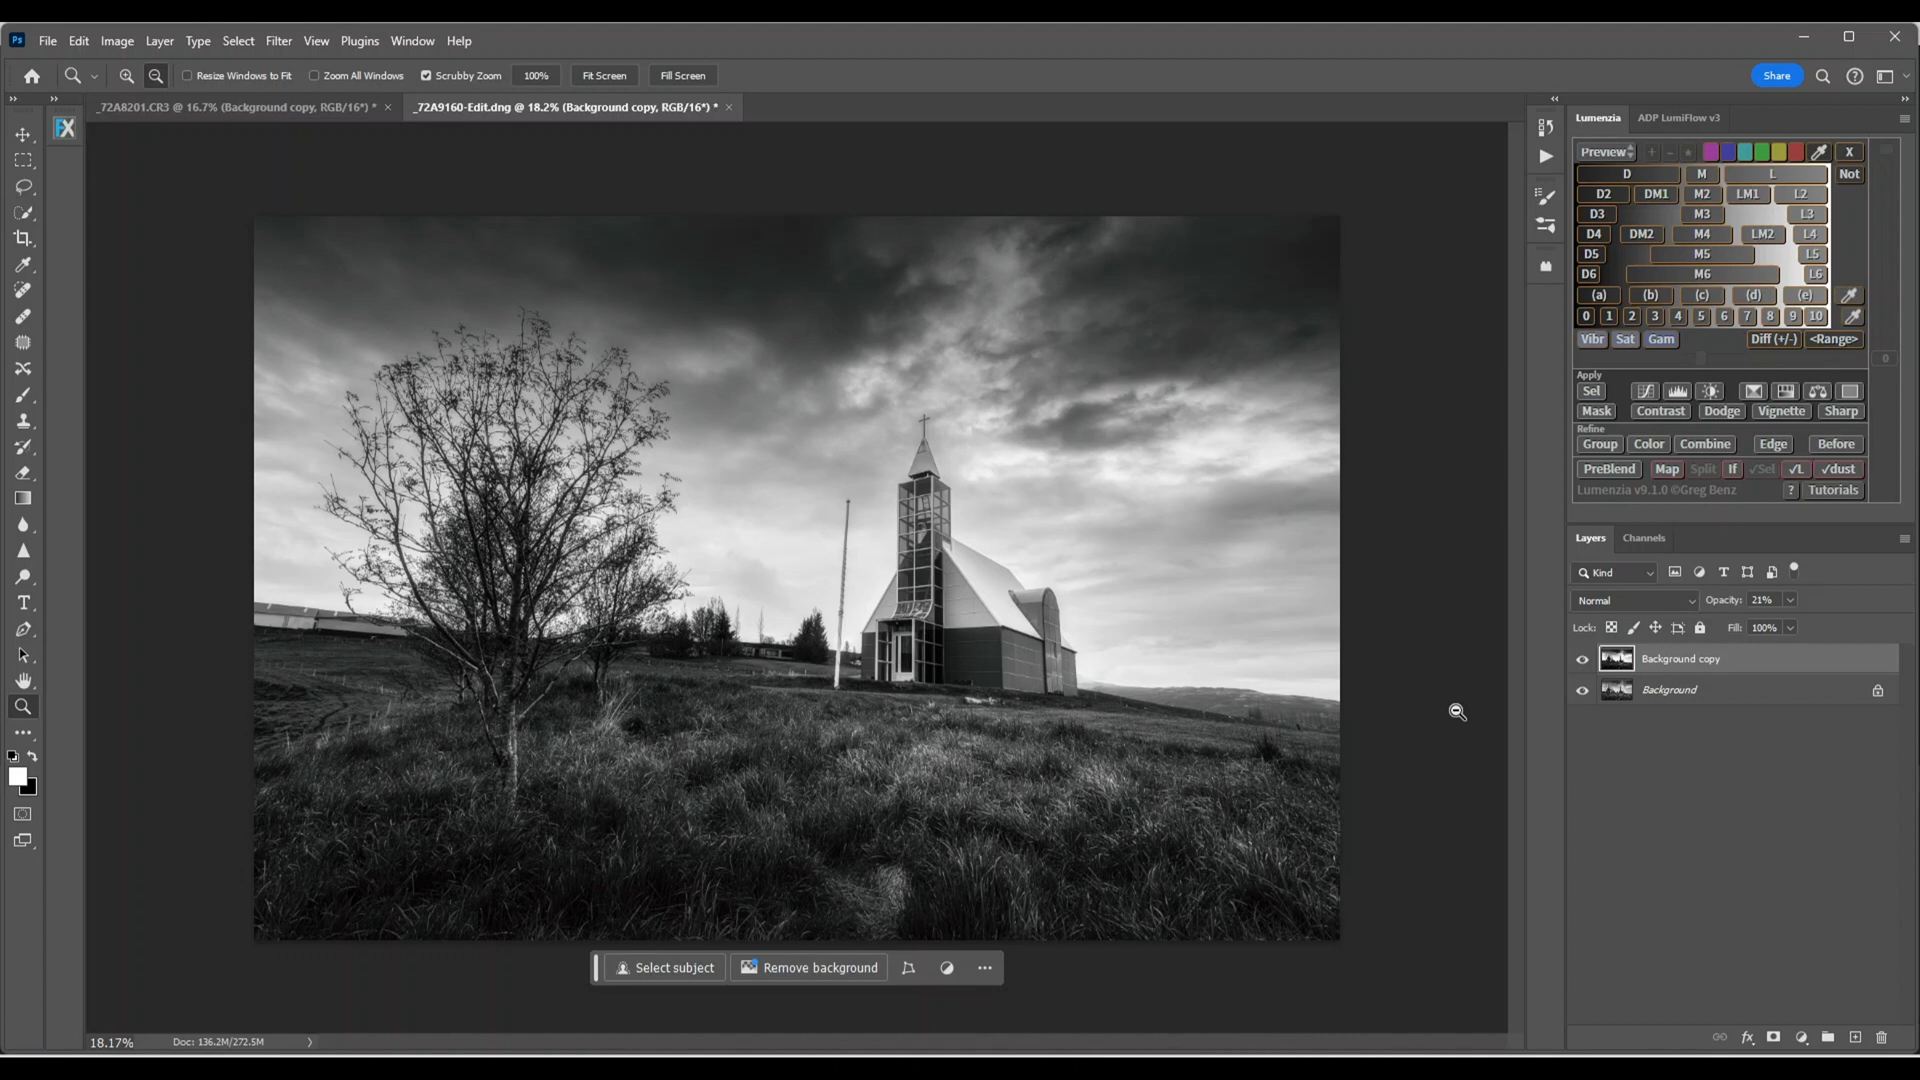 Ps File Edit Image Layer Type Select Filter View Plugins Window Help
Resize Windows to Fit Zoom All Windows Scrubby Zoom 100% Fit Screen Fill Screen Share
_72A8201.CR3 @ 16.7% (Background copy, RGB/16*) * × _72A9160-Edit.dng @ 18.2% (Background copy, RGB/16*) * ×
FX
Lumenzia ADP LumiFlow v3
Preview + - * X
D M L Not
D2 DM1 M2 LM1 L2
D3 M3 L3
D4 DM2 M4 LM2 L4
D5 M5 L5
D6 M6 L6
(a) (b) (c) (d) (e)
0 1 2 3 4 5 6 7 8 9 10
Vibr Sat Gam Diff (+/-) <Range>
0
Apply
Sel
Mask Contrast Dodge Vignette Sharp
Refine
Group Color Combine Edge Before
PreBlend Map Split If √Sel √L √dust
Lumenzia v9.1.0 ©Greg Benz ? Tutorials
Layers Channels
Kind
Normal Opacity: 21%
Lock: Fill: 100%
Background copy
Background
Select subject Remove background
18.17% Doc: 136.2M/272.5M
fx